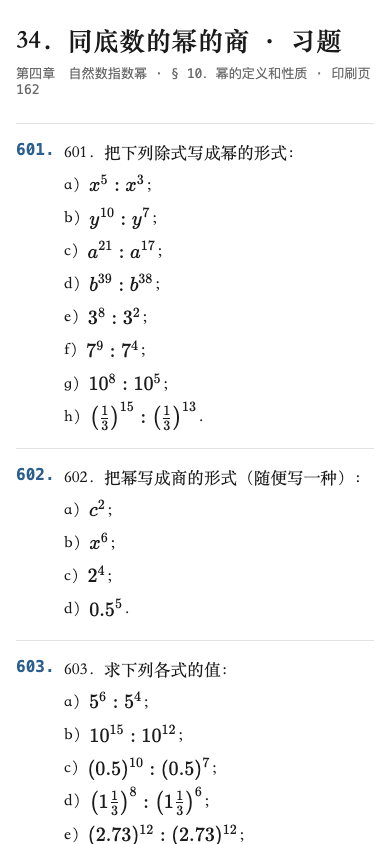 34. 同底数的幂的商 · 习题
第四章 自然数指数幂 · § 10. 幂的定义和性质 · 印刷页
162
601. 601. 把下列除式写成幂的形式:
a) x⁵ : x³;
b) y¹⁰ : y⁷;
c) a²¹ : a¹⁷;
d) b³⁹ : b³⁸;
e) 3⁸ : 3²;
f) 7⁹ : 7⁴;
g) 10⁸ : 10⁵;
h) (1/3)¹⁵ : (1/3)¹³.
602. 602. 把幂写成商的形式（随便写一种）:
a) c²;
b) x⁶;
c) 2⁴;
d) 0.5⁵.
603. 603. 求下列各式的值:
a) 5⁶ : 5⁴;
b) 10¹⁵ : 10¹²;
c) (0.5)¹⁰ : (0.5)⁷;
d) (1 1/3)⁸ : (1 1/3)⁶;
e) (2.73)¹² : (2.73)¹²;